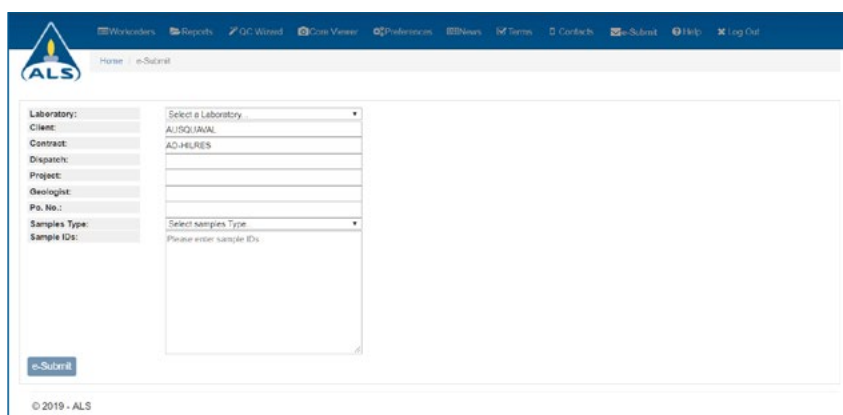 Workorders Reports QC Wizard Core Viewer Preferences News Terms Contacts e-Submit Help Log Out
ALS
Home / e-Submit
Laboratory: Select a Laboratory...
Client: AUSQUAVAL
Contract: AD-HILRES
Dispatch:
Project:
Geologist:
Po. No.:
Samples Type: Select samples Type...
Sample IDs: Please enter sample IDs
e-Submit
© 2019 - ALS